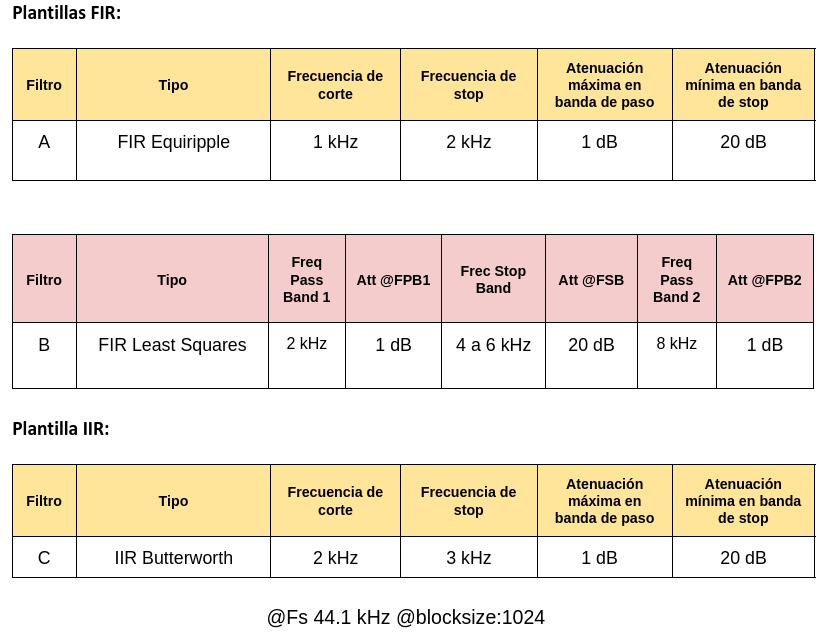 Plantillas FIR:
Filtro Tipo Frecuencia de corte Frecuencia de stop Atenuación máxima en banda de paso Atenuación mínima en banda de stop
A FIR Equiripple 1 kHz 2 kHz 1 dB 20 dB
Filtro Tipo Freq Pass Band 1 Att @FPB1 Frec Stop Band Att @FSB Freq Pass Band 2 Att @FPB2
B FIR Least Squares 2 kHz 1 dB 4 a 6 kHz 20 dB 8 kHz 1 dB
Plantilla IIR:
Filtro Tipo Frecuencia de corte Frecuencia de stop Atenuación máxima en banda de paso Atenuación mínima en banda de stop
C IIR Butterworth 2 kHz 3 kHz 1 dB 20 dB
@Fs 44.1 kHz @blocksize:1024